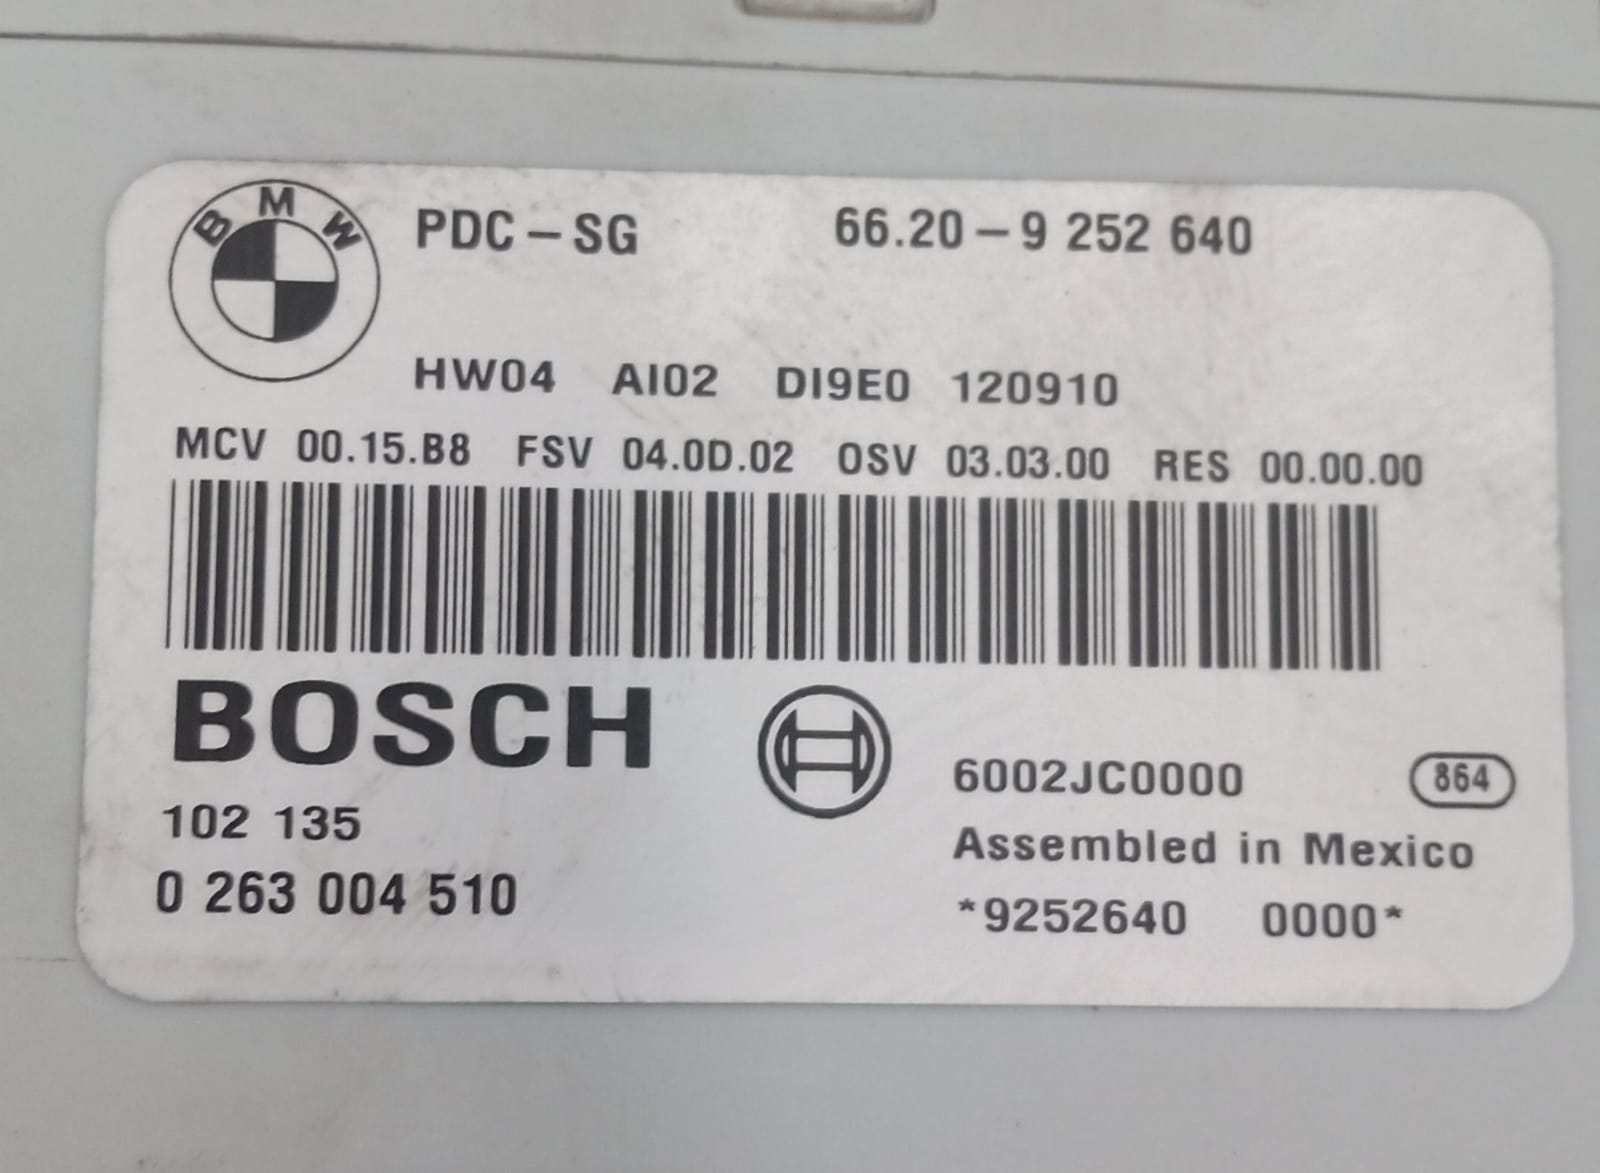 BMW
PDC – SG 66.20 – 9 252 640
HW04 AI02 DI9E0 120910
MCV 00.15.B8 FSV 04.0D.02 OSV 03.03.00 RES 00.00.00
BOSCH
102 135
0 263 004 510
6002JC0000 864
Assembled in Mexico
*9252640 0000*